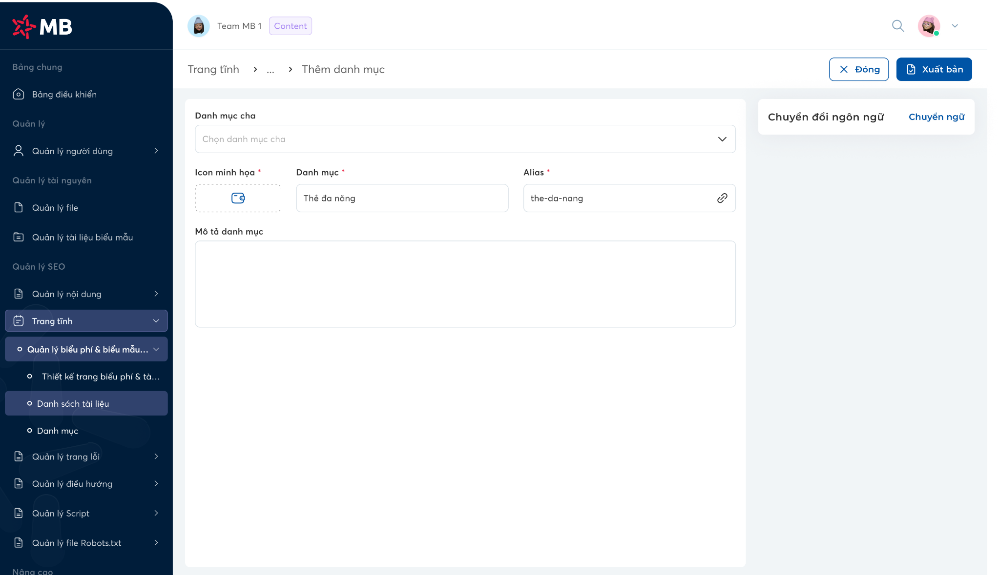 MB
Bảng chung
Bảng điều khiển
Quản lý
Quản lý người dùng
Quản lý tài nguyên
Quản lý file
Quản lý tài liệu biểu mẫu
Quản lý SEO
Quản lý nội dung
Trang tĩnh
Quản lý biểu phí & biểu mẫu...
Thiết kế trang biểu phí & tà...
Danh sách tài liệu
Danh mục
Quản lý trang lỗi
Quản lý điều hướng
Quản lý Script
Quản lý file Robots.txt
Nâng cao
Team MB 1 Content
Trang tĩnh > ... > Thêm danh mục
Đóng
Xuất bản
Danh mục cha
Chọn danh mục cha
Icon minh họa * Danh mục * Alias *
Thẻ đa năng the-da-nang
Mô tả danh mục
Chuyển đổi ngôn ngữ Chuyển ngữ